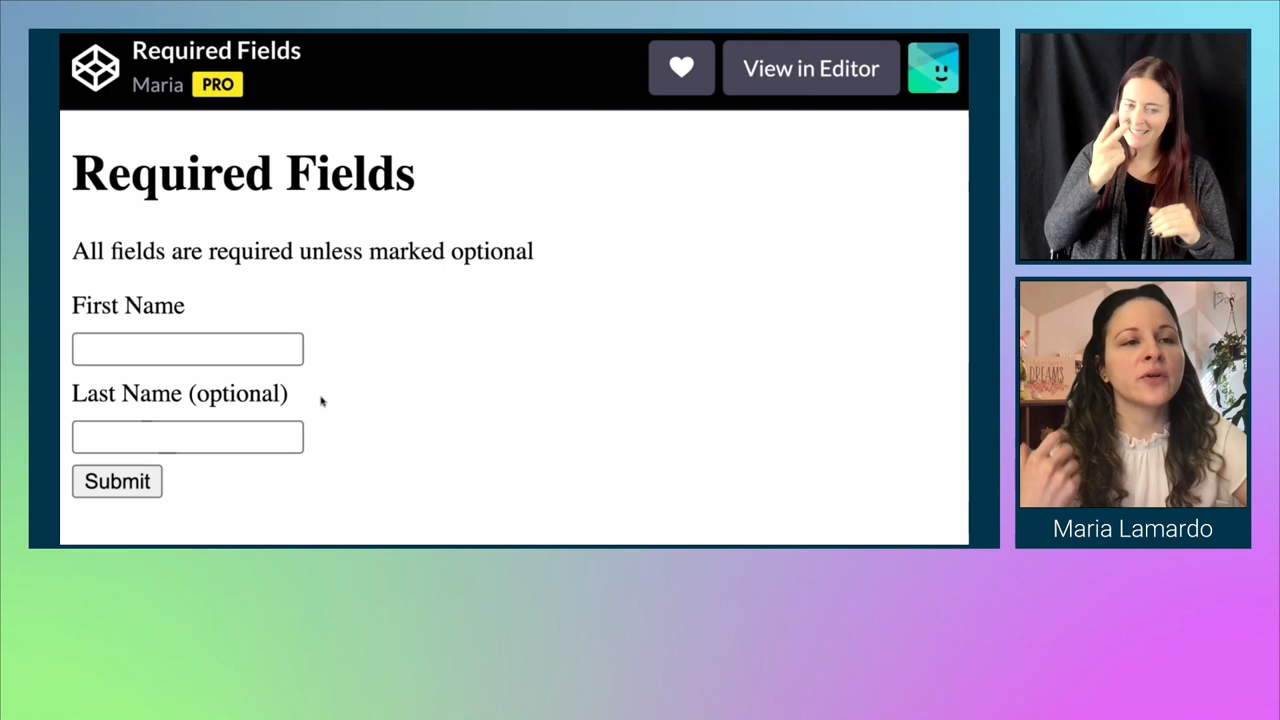 Required Fields
Maria PRO
View in Editor
Required Fields
All fields are required unless marked optional
First Name
Last Name (optional)
Submit
DREAMS
Maria Lamardo